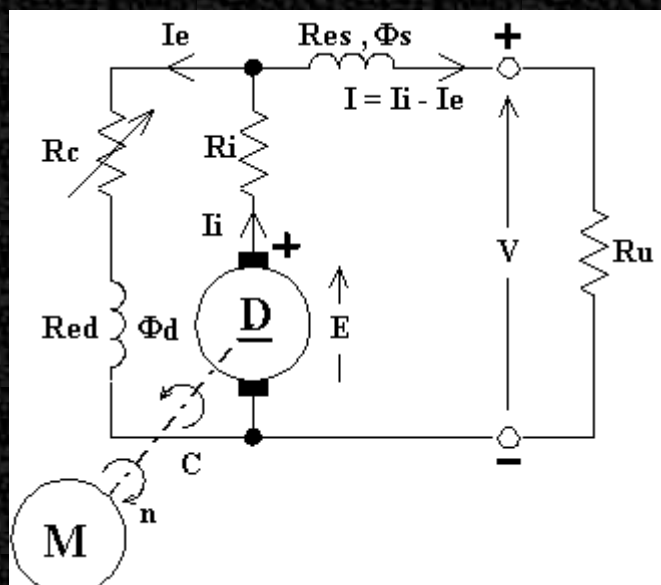 Ie
Res , Φs
+
I = Ii - Ie
Rc
Ri
Ii
+
V
Ru
Red
Φd
D
E
C
n
M
-